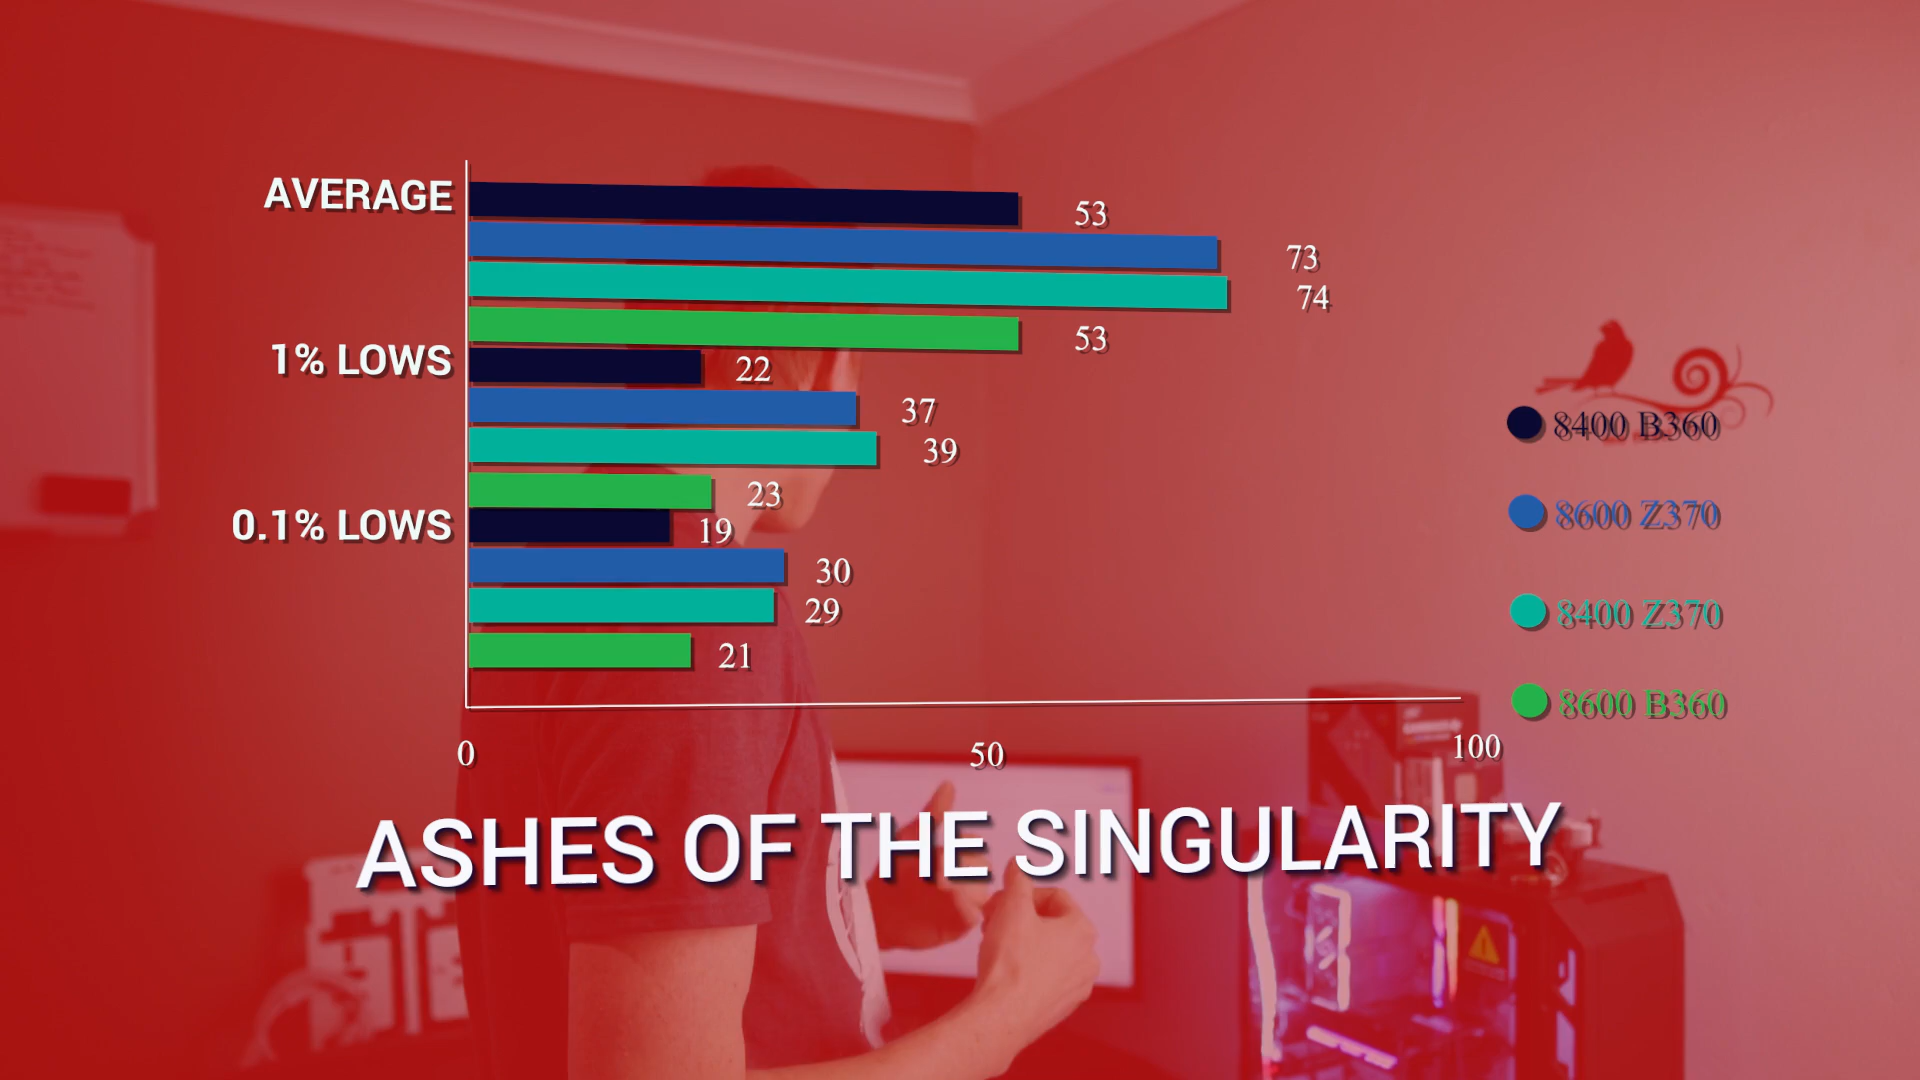 AVERAGE
53
73
74
53
1% LOWS
22
37
39
23
0.1% LOWS
19
30
29
21
0
50
100
8400 B360
8600 Z370
8400 Z370
8600 B360
ASHES OF THE SINGULARITY